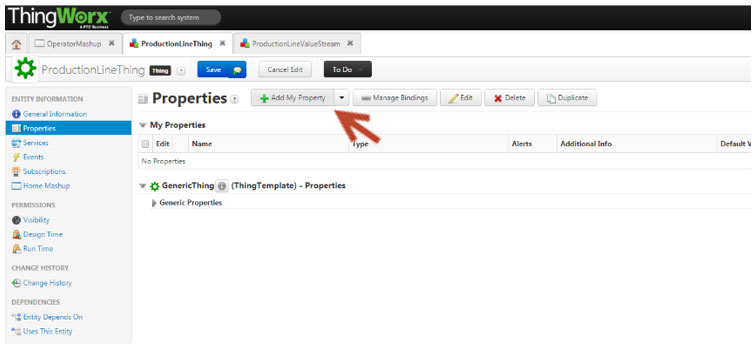 ThingWorx
A PTC Business
Type to search system
OperatorMashup
ProductionLineThing
ProductionLineValueStream
ProductionLineThing Thing Save Cancel Edit To Do
ENTITY INFORMATION
General Information
Properties
Services
Events
Subscriptions
Home Mashup
PERMISSIONS
Visibility
Design Time
Run Time
CHANGE HISTORY
Change History
DEPENDENCIES
Entity Depends On
Uses This Entity
Properties Add My Property Manage Bindings Edit Delete Duplicate
My Properties
Edit Name Type Alerts Additional Info Default V
No Properties
GenericThing (ThingTemplate) - Properties
Generic Properties